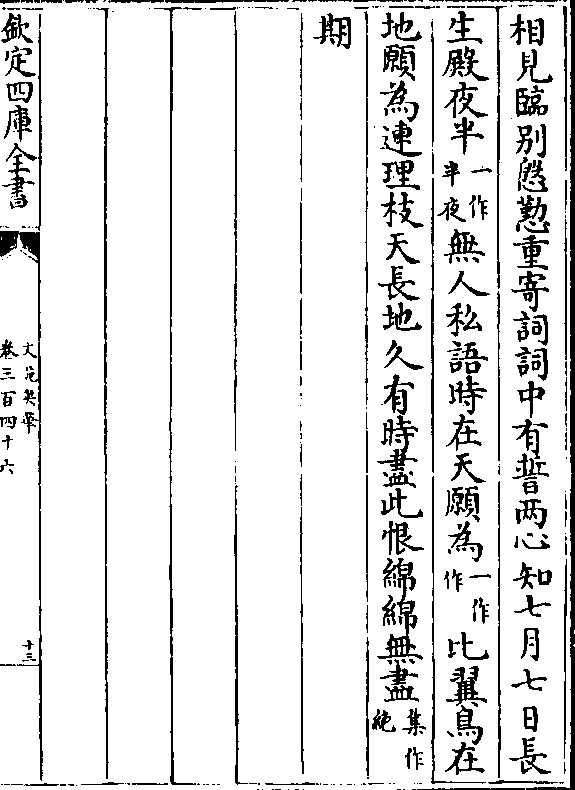 相見臨别慇懃重寄詞詞中有誓两心知七月七日長
生殿夜半一作半夜無人私語時在天願為一作作比翼鳥在
地願為連理枝天長地久有時盡此恨綿綿無盡集作絶
期
欽定四庫全書
文苑英華
卷三百四十六
十三